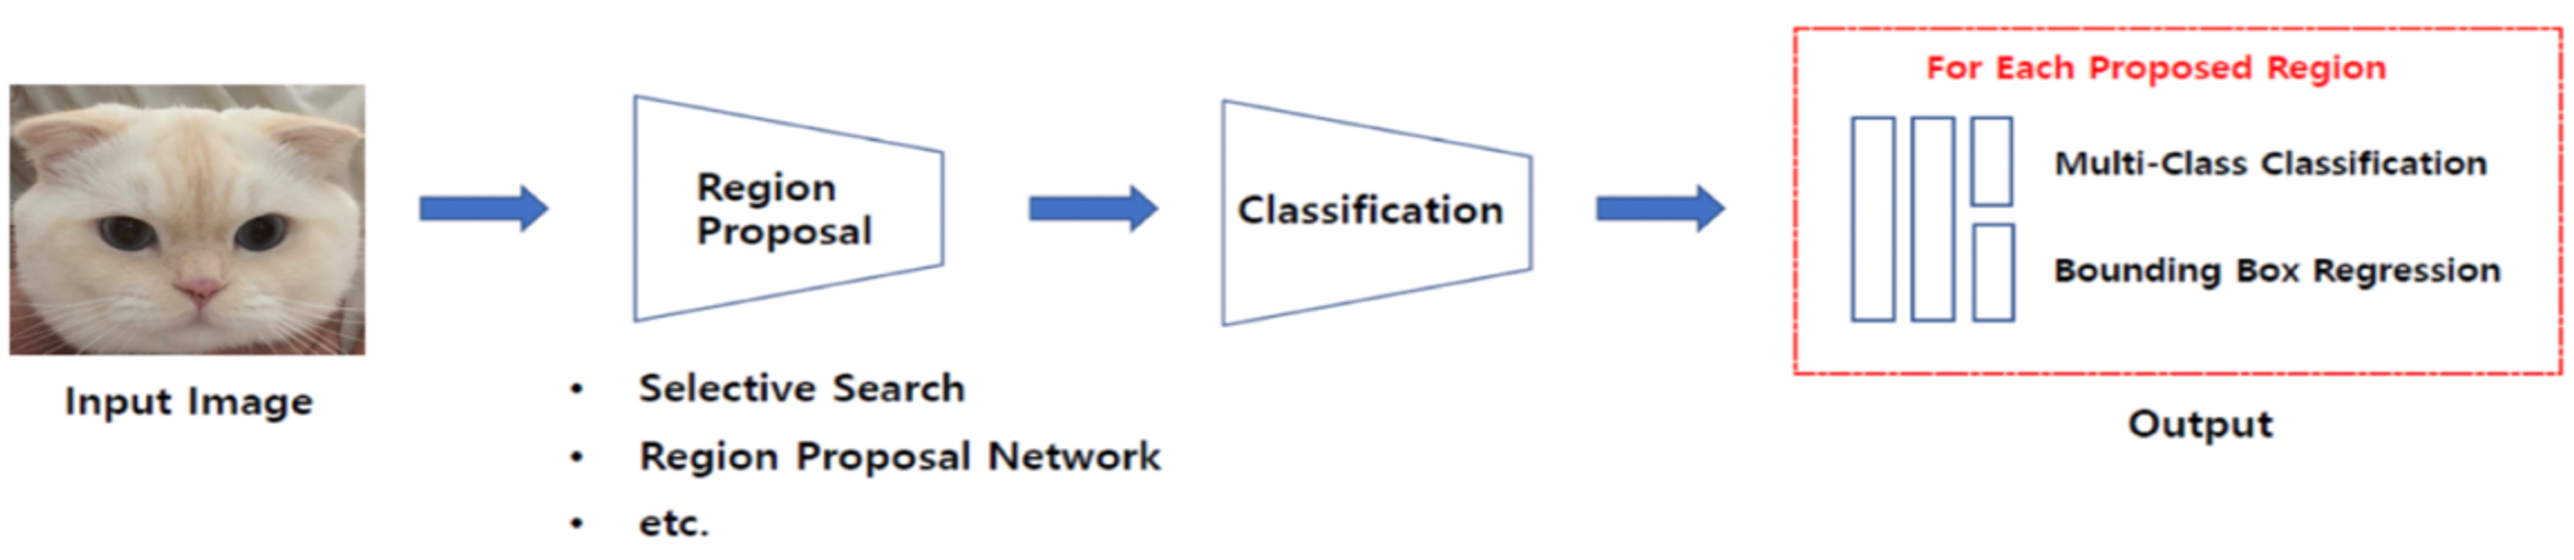 Input Image
Region
Proposal
• Selective Search
• Region Proposal Network
• etc.
Classification
For Each Proposed Region
Multi-Class Classification
Bounding Box Regression
Output